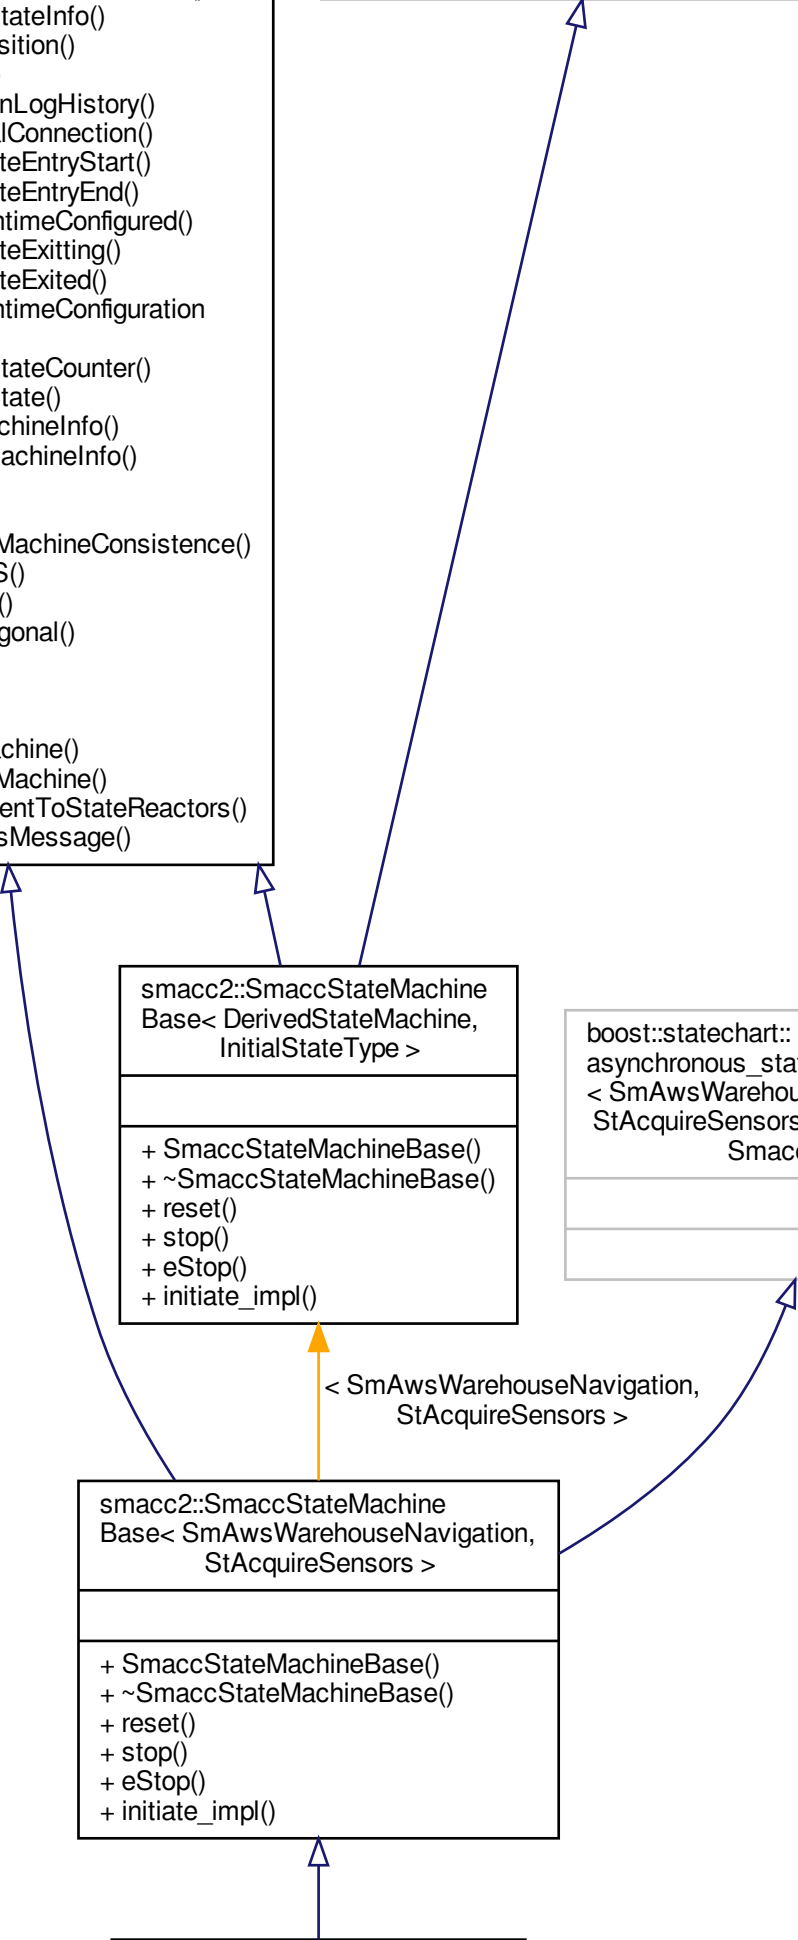 tateInfo()
sition()
)
nLogHistory()
lConnection()
teEntryStart()
teEntryEnd()
ntimeConfigured()
teExitting()
teExited()
ntimeConfiguration
tateCounter()
tate()
chineInfo()
achineInfo()
MachineConsistence()
S()
()
gonal()
chine()
Machine()
entToStateReactors()
sMessage()
smacc2::SmaccStateMachine
Base< DerivedStateMachine,
InitialStateType >
+ SmaccStateMachineBase()
+ ~SmaccStateMachineBase()
+ reset()
+ stop()
+ eStop()
+ initiate_impl()
boost::statechart::
asynchronous_sta
< SmAwsWarehou
StAcquireSensors
Smacc
< SmAwsWarehouseNavigation,
StAcquireSensors >
smacc2::SmaccStateMachine
Base< SmAwsWarehouseNavigation,
StAcquireSensors >
+ SmaccStateMachineBase()
+ ~SmaccStateMachineBase()
+ reset()
+ stop()
+ eStop()
+ initiate_impl()